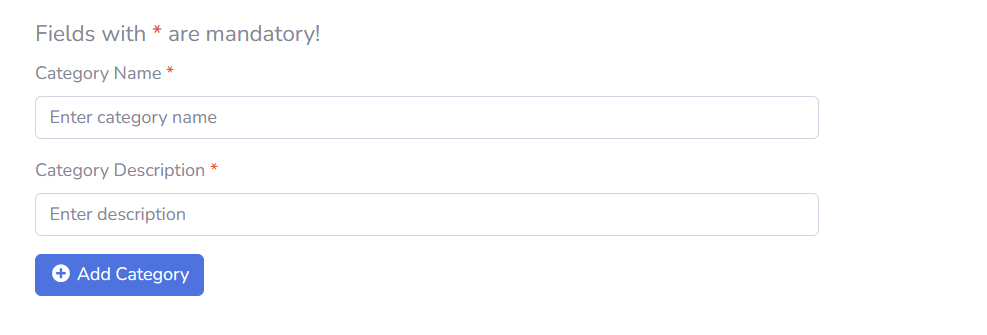 Fields with * are mandatory!
Category Name *
Enter category name
Category Description *
Enter description
Add Category